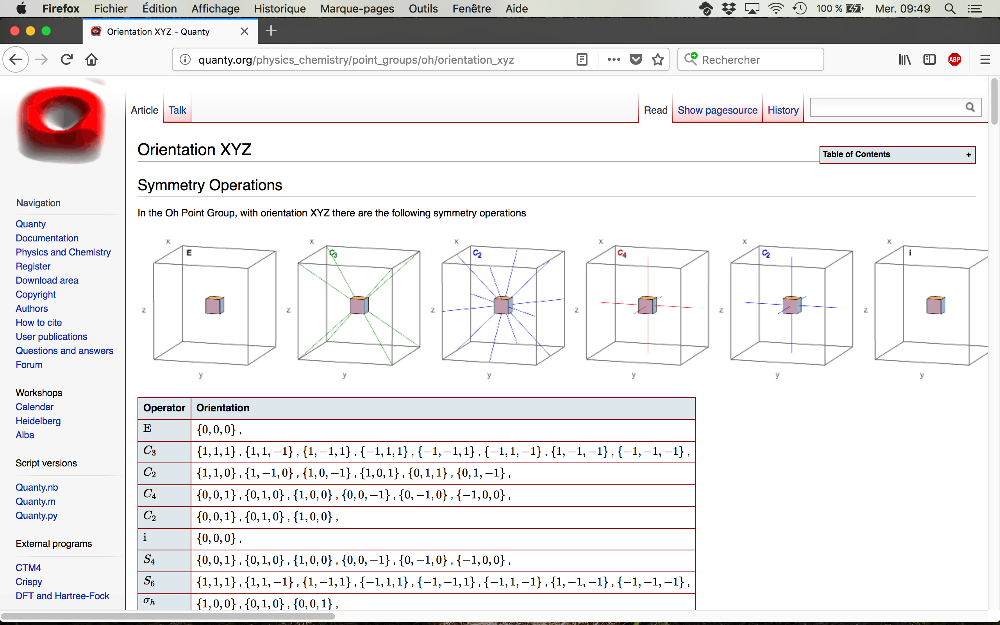 Firefox Fichier Édition Affichage Historique Marque-pages Outils Fenêtre Aide 100 % Mer. 09:49
Orientation XYZ - Quanty
quanty.org/physics_chemistry/point_groups/oh/orientation_xyz
Rechercher
ABP
Article Talk Read Show pagesource History
Orientation XYZ
Table of Contents +
Symmetry Operations
In the Oh Point Group, with orientation XYZ there are the following symmetry operations
x E z y
x C3 z y
x C2 z y
x C4 z y
x C2 z y
x i z y
Operator Orientation
E {0, 0, 0} ,
C3 {1, 1, 1} , {1, 1, −1} , {1, −1, 1} , {−1, 1, 1} , {−1, −1, 1} , {−1, 1, −1} , {1, −1, −1} , {−1, −1, −1} ,
C2 {1, 1, 0} , {1, −1, 0} , {1, 0, −1} , {1, 0, 1} , {0, 1, 1} , {0, 1, −1} ,
C4 {0, 0, 1} , {0, 1, 0} , {1, 0, 0} , {0, 0, −1} , {0, −1, 0} , {−1, 0, 0} ,
C2 {0, 0, 1} , {0, 1, 0} , {1, 0, 0} ,
i {0, 0, 0} ,
S4 {0, 0, 1} , {0, 1, 0} , {1, 0, 0} , {0, 0, −1} , {0, −1, 0} , {−1, 0, 0} ,
S6 {1, 1, 1} , {1, 1, −1} , {1, −1, 1} , {−1, 1, 1} , {−1, −1, 1} , {−1, 1, −1} , {1, −1, −1} , {−1, −1, −1} ,
σh {1, 0, 0} , {0, 1, 0} , {0, 0, 1} ,
Navigation
Quanty
Documentation
Physics and Chemistry
Register
Download area
Copyright
Authors
How to cite
User publications
Questions and answers
Forum
Workshops
Calendar
Heidelberg
Alba
Script versions
Quanty.nb
Quanty.m
Quanty.py
External programs
CTM4
Crispy
DFT and Hartree-Fock